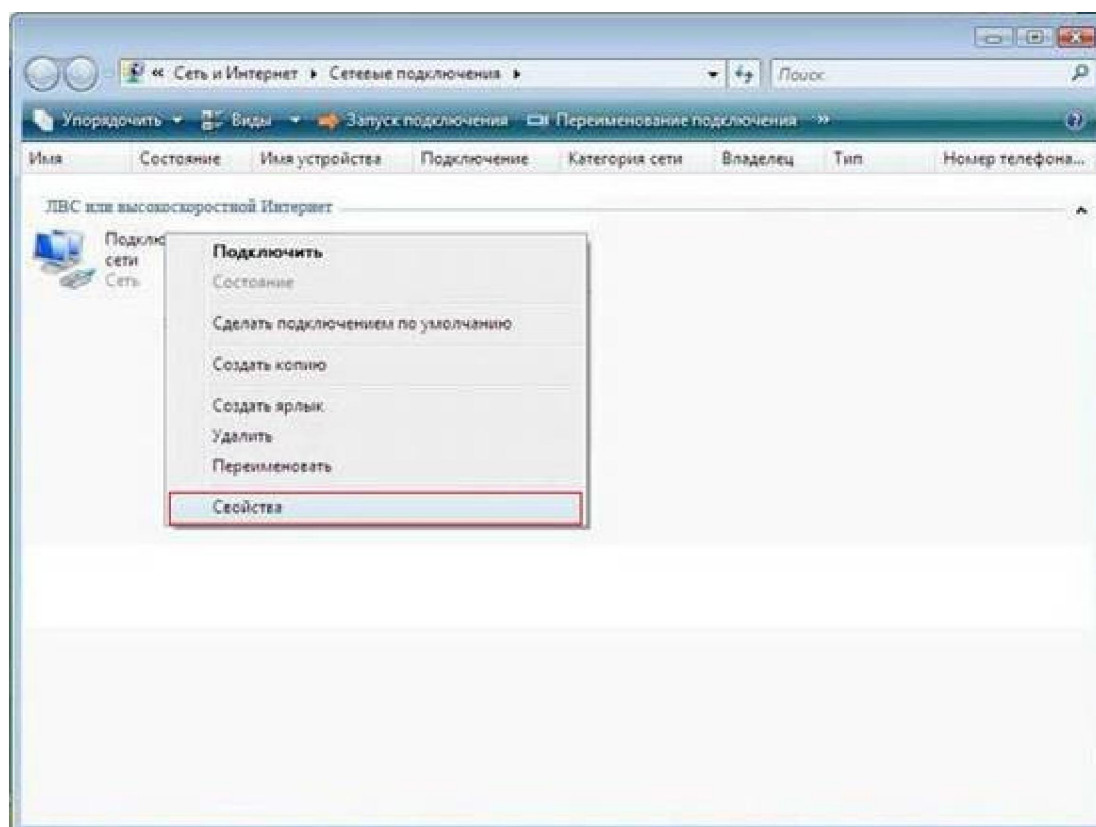 « Сеть и Интернет Сетевые подключения Поиск
Упорядочить Виды Запуск подключения Переименование подключения »
Имя Состояние Имя устройства Подключение Категория сети Владелец Тип Номер телефона...
ЛВС или высокоскоростной Интернет
Подклю
сети
Сеть
Подключить
Состояние
Сделать подключением по умолчанию
Создать копию
Создать ярлык
Удалить
Переименовать
Свойства